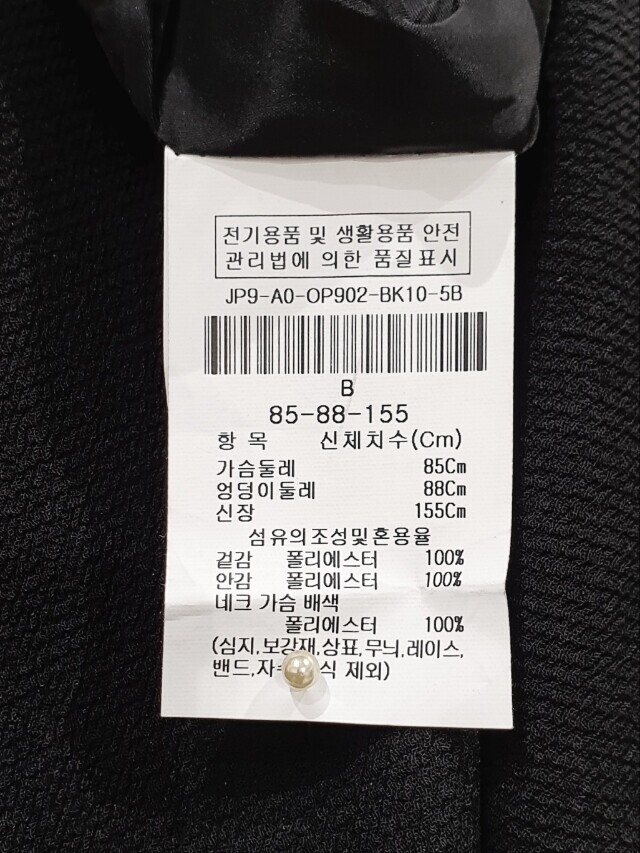 전기용품 및 생활용품 안전
관리법에 의한 품질표시
JP9-A0-OP902-BK10-5B
B
85-88-155
항 목 신체치수(Cm)
가슴둘레 85Cm
엉덩이둘레 88Cm
신장 155Cm
섬유의조성및혼용율
겉감 폴리에스터 100%
안감 폴리에스터 100%
네크 가슴 배색
폴리에스터 100%
(심지,보강재,상표,무늬,레이스,
밴드, 제외)